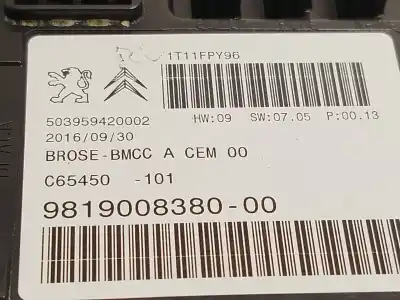 1T11FPY96
503959420002 HW:09 SW:07.05 P:00.13
2016/09/30
BROSE-BMCC A CEM 00
C65450 -101
9819008380-00